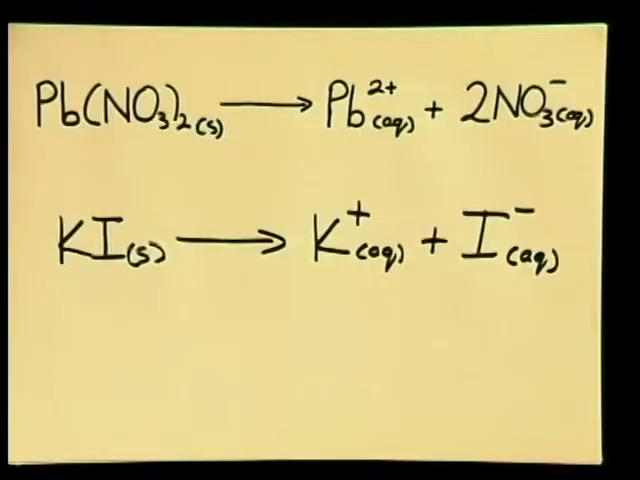 Pb(NO₃)₂(s) ⟶ Pb²⁺(aq) + 2NO₃⁻(aq)
KI(s) ⟶ K⁺(aq) + I⁻(aq)